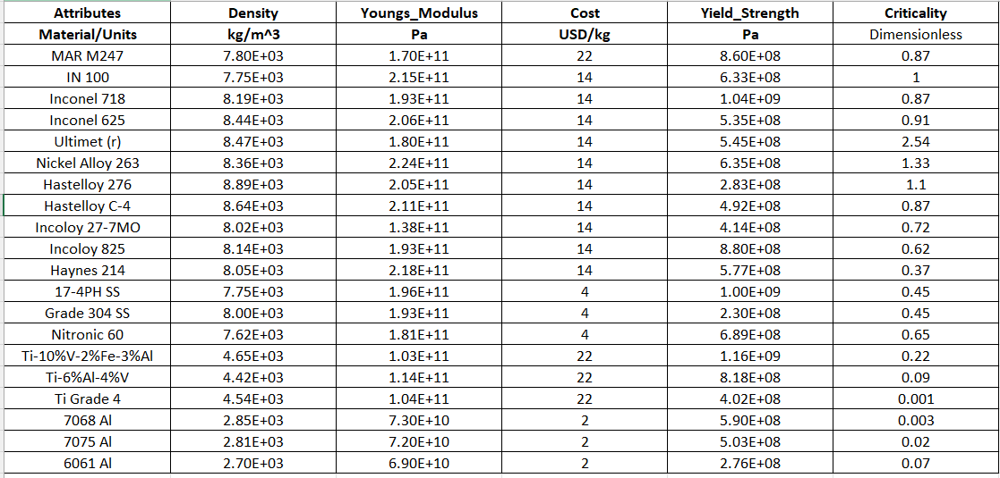 Attributes Density Youngs_Modulus Cost Yield_Strength Criticality
Material/Units kg/m^3 Pa USD/kg Pa Dimensionless
MAR M247 7.80E+03 1.70E+11 22 8.60E+08 0.87
IN 100 7.75E+03 2.15E+11 14 6.33E+08 1
Inconel 718 8.19E+03 1.93E+11 14 1.04E+09 0.87
Inconel 625 8.44E+03 2.06E+11 14 5.35E+08 0.91
Ultimet (r) 8.47E+03 1.80E+11 14 5.45E+08 2.54
Nickel Alloy 263 8.36E+03 2.24E+11 14 6.35E+08 1.33
Hastelloy 276 8.89E+03 2.05E+11 14 2.83E+08 1.1
Hastelloy C-4 8.64E+03 2.11E+11 14 4.92E+08 0.87
Incoloy 27-7MO 8.02E+03 1.38E+11 14 4.14E+08 0.72
Incoloy 825 8.14E+03 1.93E+11 14 8.80E+08 0.62
Haynes 214 8.05E+03 2.18E+11 14 5.77E+08 0.37
17-4PH SS 7.75E+03 1.96E+11 4 1.00E+09 0.45
Grade 304 SS 8.00E+03 1.93E+11 4 2.30E+08 0.45
Nitronic 60 7.62E+03 1.81E+11 4 6.89E+08 0.65
Ti-10%V-2%Fe-3%Al 4.65E+03 1.03E+11 22 1.16E+09 0.22
Ti-6%Al-4%V 4.42E+03 1.14E+11 22 8.18E+08 0.09
Ti Grade 4 4.54E+03 1.04E+11 22 4.02E+08 0.001
7068 Al 2.85E+03 7.30E+10 2 5.90E+08 0.003
7075 Al 2.81E+03 7.20E+10 2 5.03E+08 0.02
6061 Al 2.70E+03 6.90E+10 2 2.76E+08 0.07